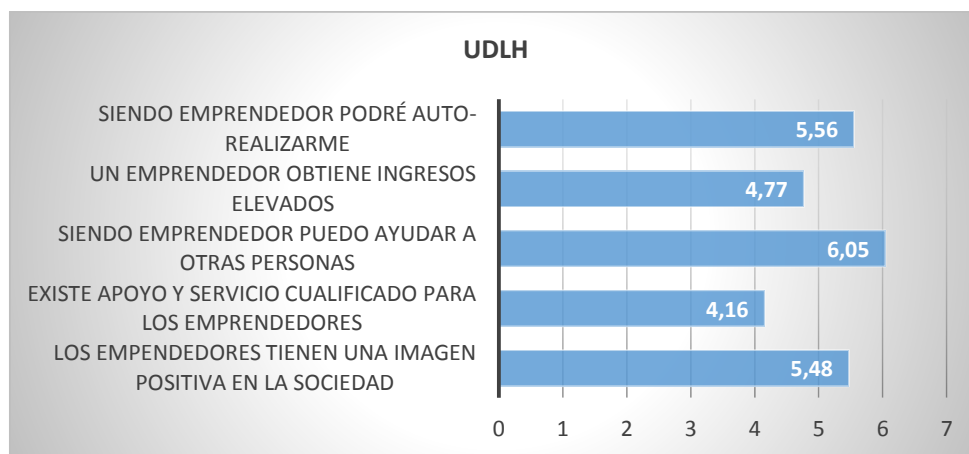 UDLH
SIENDO EMPRENDEDOR PODRÉ AUTO-
REALIZARME
5,56
UN EMPRENDEDOR OBTIENE INGRESOS
ELEVADOS
4,77
SIENDO EMPRENDEDOR PUEDO AYUDAR A
OTRAS PERSONAS
6,05
EXISTE APOYO Y SERVICIO CUALIFICADO PARA
LOS EMPRENDEDORES
4,16
LOS EMPENDEDORES TIENEN UNA IMAGEN
POSITIVA EN LA SOCIEDAD
5,48
0 1 2 3 4 5 6 7